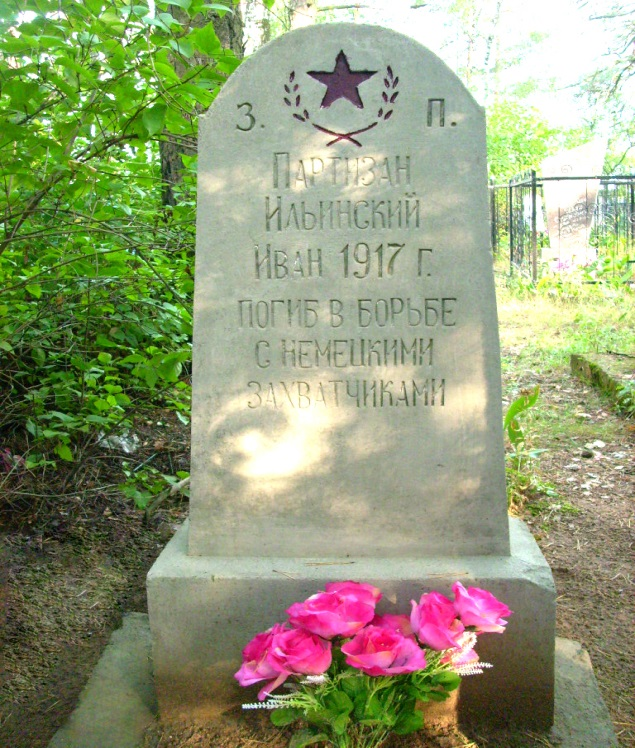 З. П.
ПАРТИЗАН
ИЛЬИНСКИЙ
ИВАН 1917 Г.
ПОГИБ В БОРЬБЕ
С НЕМЕЦКИМИ
ЗАХВАТЧИКАМИ